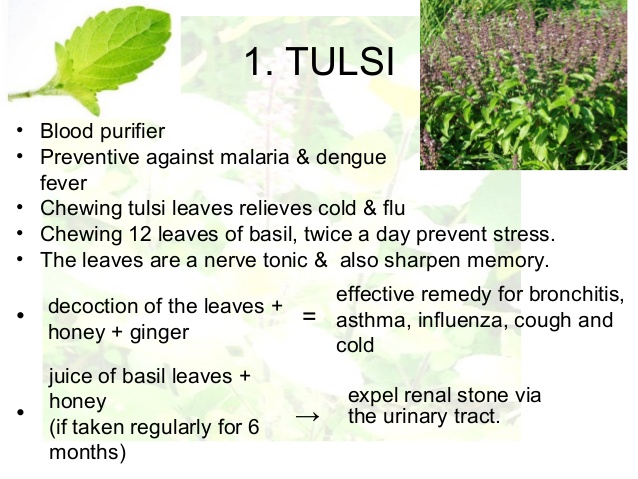 1. TULSI
• Blood purifier
• Preventive against malaria & dengue
fever
• Chewing tulsi leaves relieves cold & flu
• Chewing 12 leaves of basil, twice a day prevent stress.
• The leaves are a nerve tonic & also sharpen memory.
• decoction of the leaves +
honey + ginger
=
effective remedy for bronchitis,
asthma, influenza, cough and
cold
• juice of basil leaves +
honey
(if taken regularly for 6
months)
→
expel renal stone via
the urinary tract.